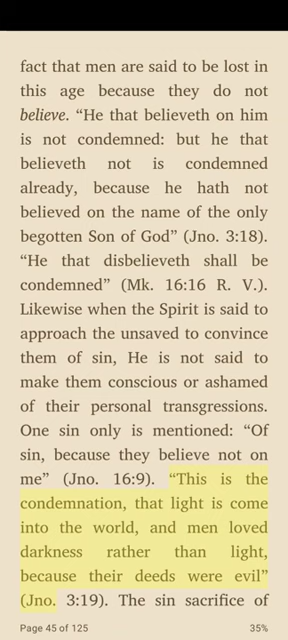 fact that men are said to be lost in
this age because they do not
believe. “He that believeth on him
is not condemned: but he that
believeth not is condemned
already, because he hath not
believed on the name of the only
begotten Son of God” (Jno. 3:18).
“He that disbelieveth shall be
condemned” (Mk. 16:16 R. V.).
Likewise when the Spirit is said to
approach the unsaved to convince
them of sin, He is not said to
make them conscious or ashamed
of their personal transgressions.
One sin only is mentioned: “Of
sin, because they believe not on
me” (Jno. 16:9). “This is the
condemnation, that light is come
into the world, and men loved
darkness rather than light,
because their deeds were evil”
(Jno. 3:19). The sin sacrifice of
Page 45 of 125 35%